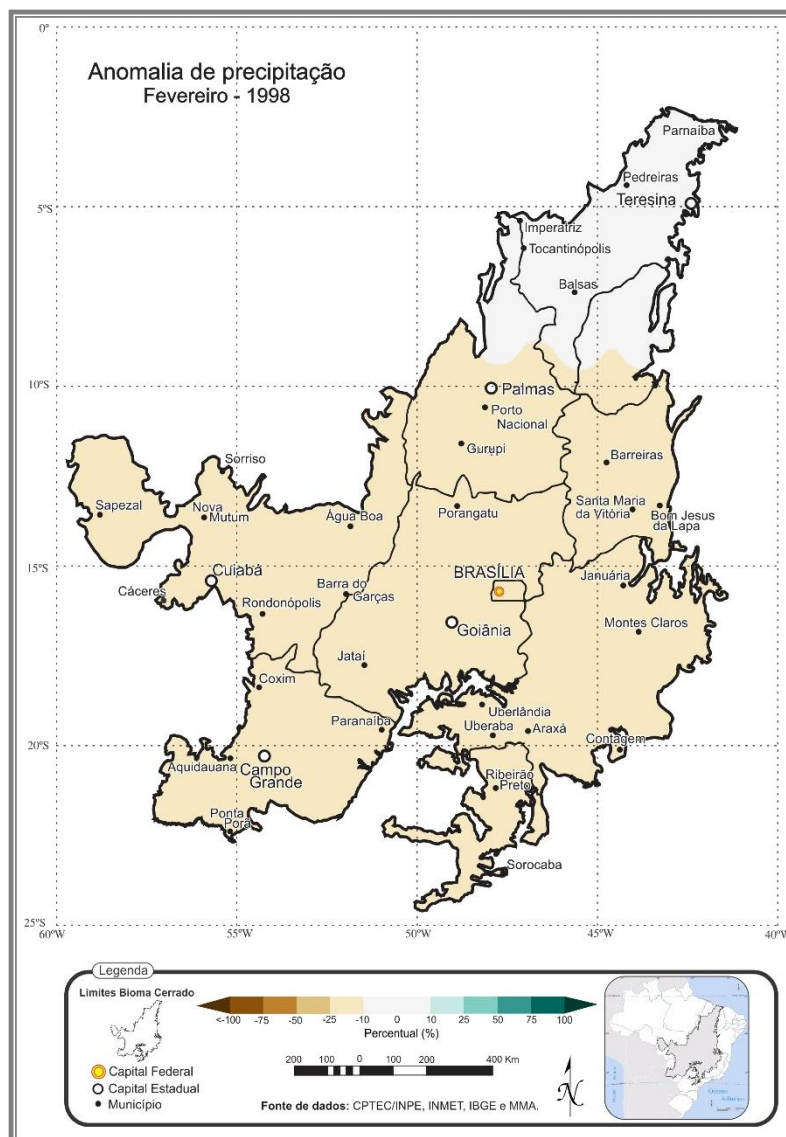 Anomalia de precipitação
Fevereiro - 1998
0°
5°S
10°S
15°S
20°S
25°S
60°W
55°W
50°W
45°W
40°W
Parnaíba
Pedreiras
Teresina
Imperatriz
Tocantinópolis
Balsas
Palmas
Porto
Nacional
Gurupi
Barreiras
Sorriso
Sapezal
Nova
Mutum
Água Boa
Porangatu
Santa Maria
da Vitória
Bom Jesus
da Lapa
Cuiabá
Cáceres
Barra do
Garças
BRASÍLIA
Januária
Rondonópolis
Goiânia
Montes Claros
Jataí
Coxim
Paranaíba
Uberlândia
Uberaba
Araxá
Contagem
Aquidauana
Campo
Grande
Ribeirão
Preto
Ponta
Porã
Sorocaba
Legenda
Limites Bioma Cerrado
Capital Federal
Capital Estadual
Município
<-100 -75 -50 -25 -10 0 10 25 50 75 100
Percentual (%)
200 100 0 100 200 400 Km
N
Fonte de dados: CPTEC/INPE, INMET, IBGE e MMA.
Oceano
Atlântico